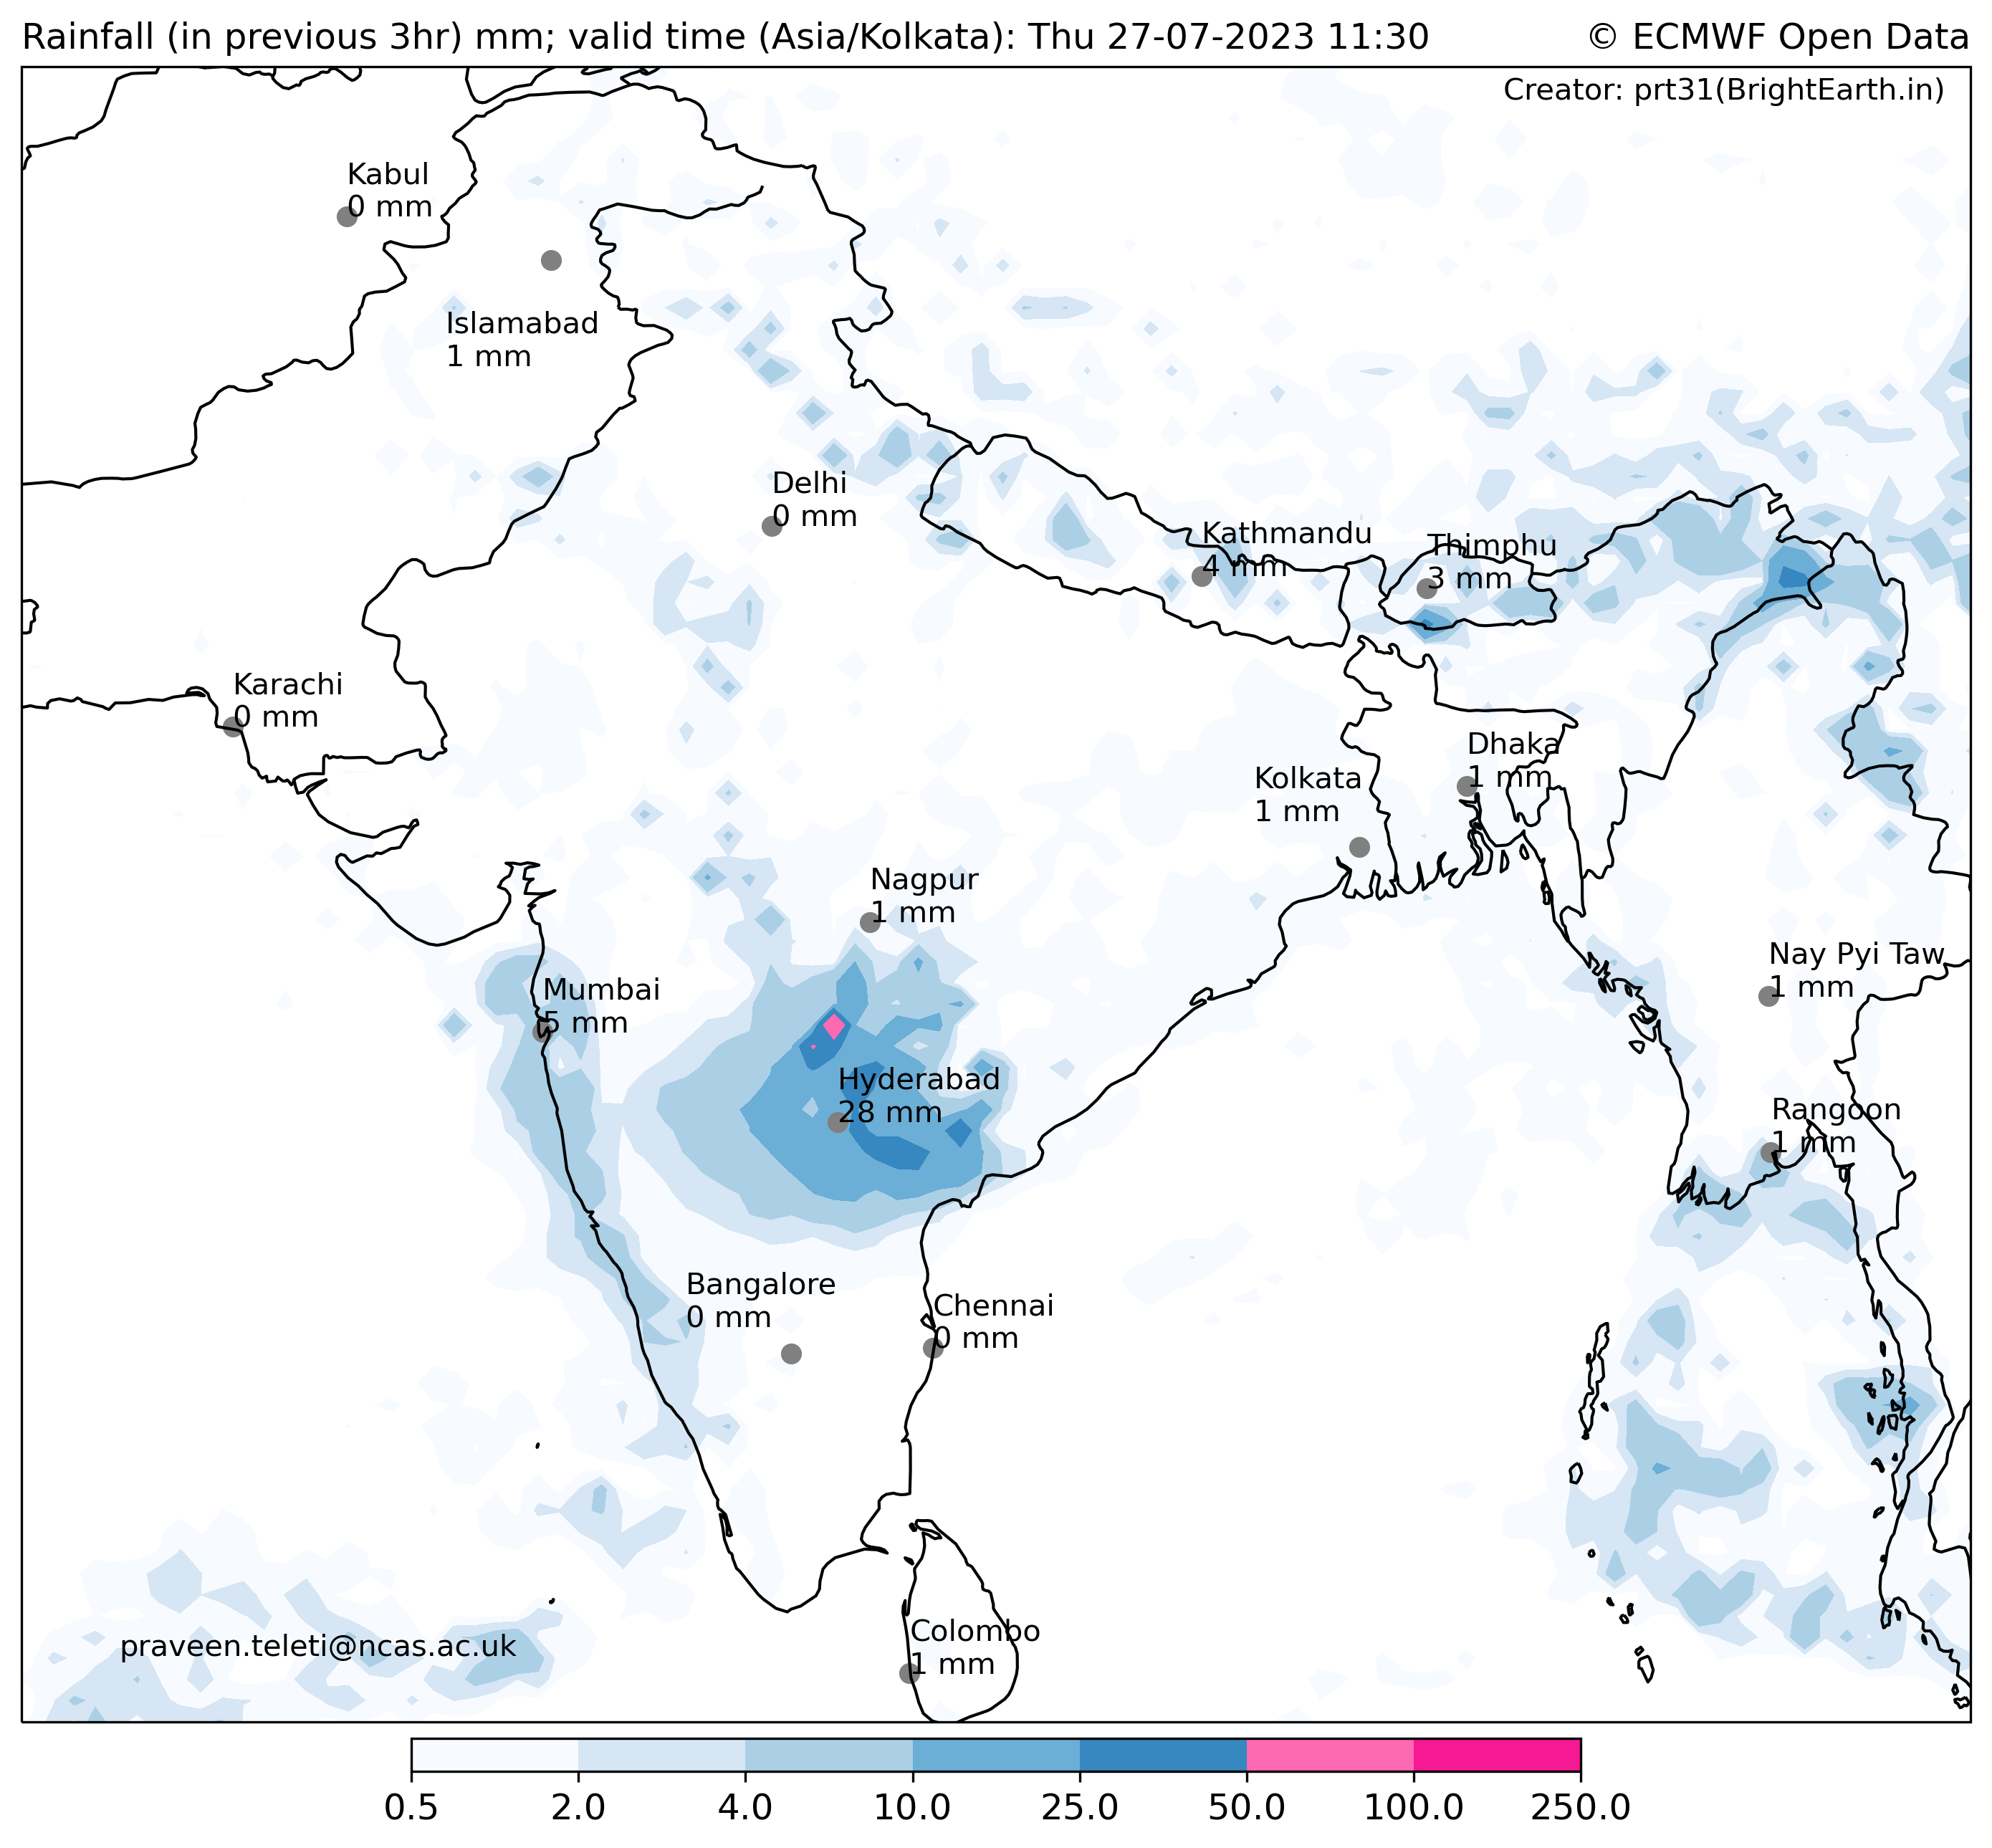 Rainfall (in previous 3hr) mm; valid time (Asia/Kolkata): Thu 27-07-2023 11:30
© ECMWF Open Data
Creator: prt31(BrightEarth.in)
Kabul
0 mm
Islamabad
1 mm
Delhi
0 mm
Kathmandu
4 mm
Thimphu
3 mm
Karachi
0 mm
Dhaka
1 mm
Kolkata
1 mm
Nagpur
1 mm
Nay Pyi Taw
1 mm
Mumbai
5 mm
Hyderabad
28 mm
Rangoon
1 mm
Bangalore
0 mm
Chennai
0 mm
Colombo
1 mm
praveen.teleti@ncas.ac.uk
0.5 2.0 4.0 10.0 25.0 50.0 100.0 250.0